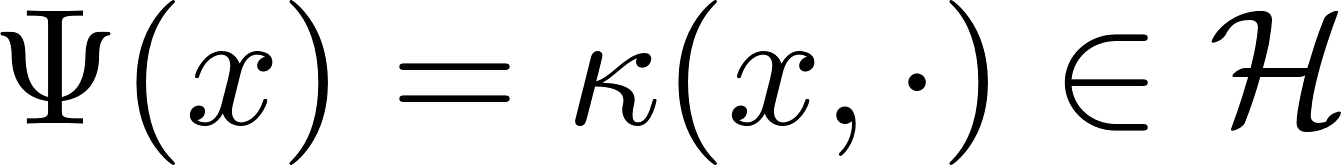 Ψ(x) = κ(x, ·) ∈ ℋ